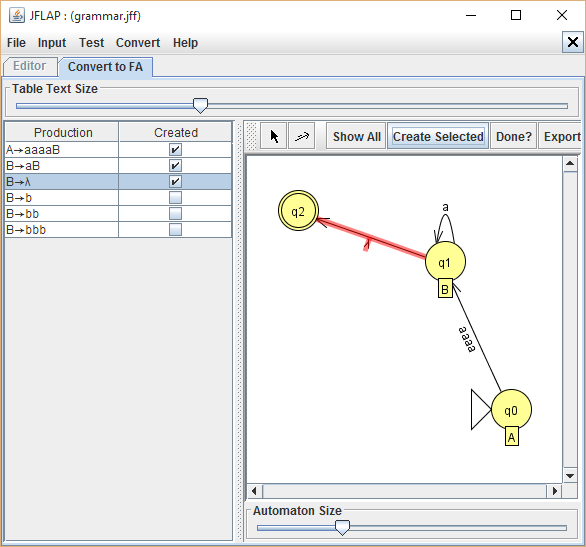 JFLAP : (grammar.jff)
File Input Test Convert Help
Editor Convert to FA
Table Text Size
Production Created
A→aaaaB
B→aB
B→λ
B→b
B→bb
B→bbb
Show All Create Selected Done? Export
q2
a
λ
q1
B
aaaa
q0
A
Automaton Size